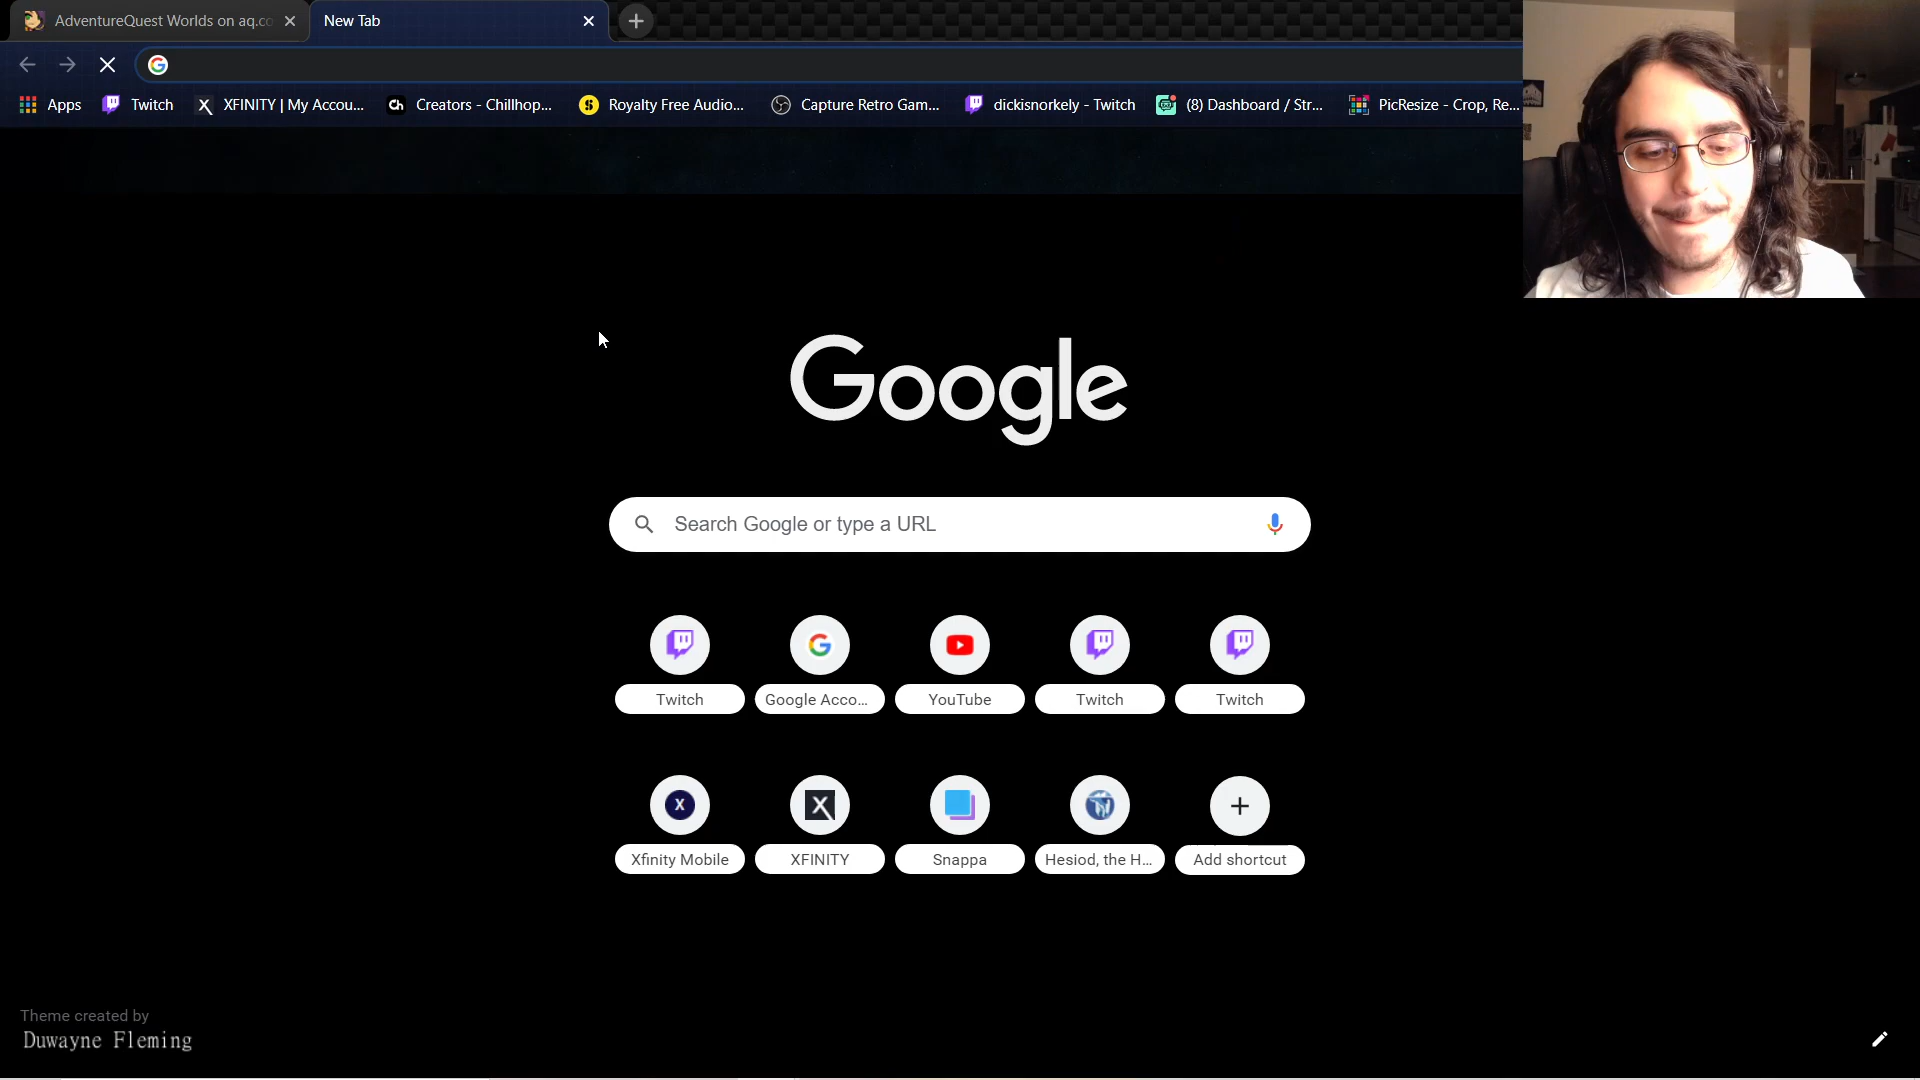 AdventureQuest Worlds on aq.co
New Tab
Apps
Twitch
XFINITY | My Accou...
Creators - Chillhop...
Royalty Free Audio...
Capture Retro Gam...
dickisnorkely - Twitch
(8) Dashboard / Str...
PicResize - Crop, Re...
Google
Search Google or type a URL
Twitch
Google Acco...
YouTube
Twitch
Twitch
Xfinity Mobile
XFINITY
Snappa
Hesiod, the H...
Add shortcut
Theme created by
Duwayne Fleming